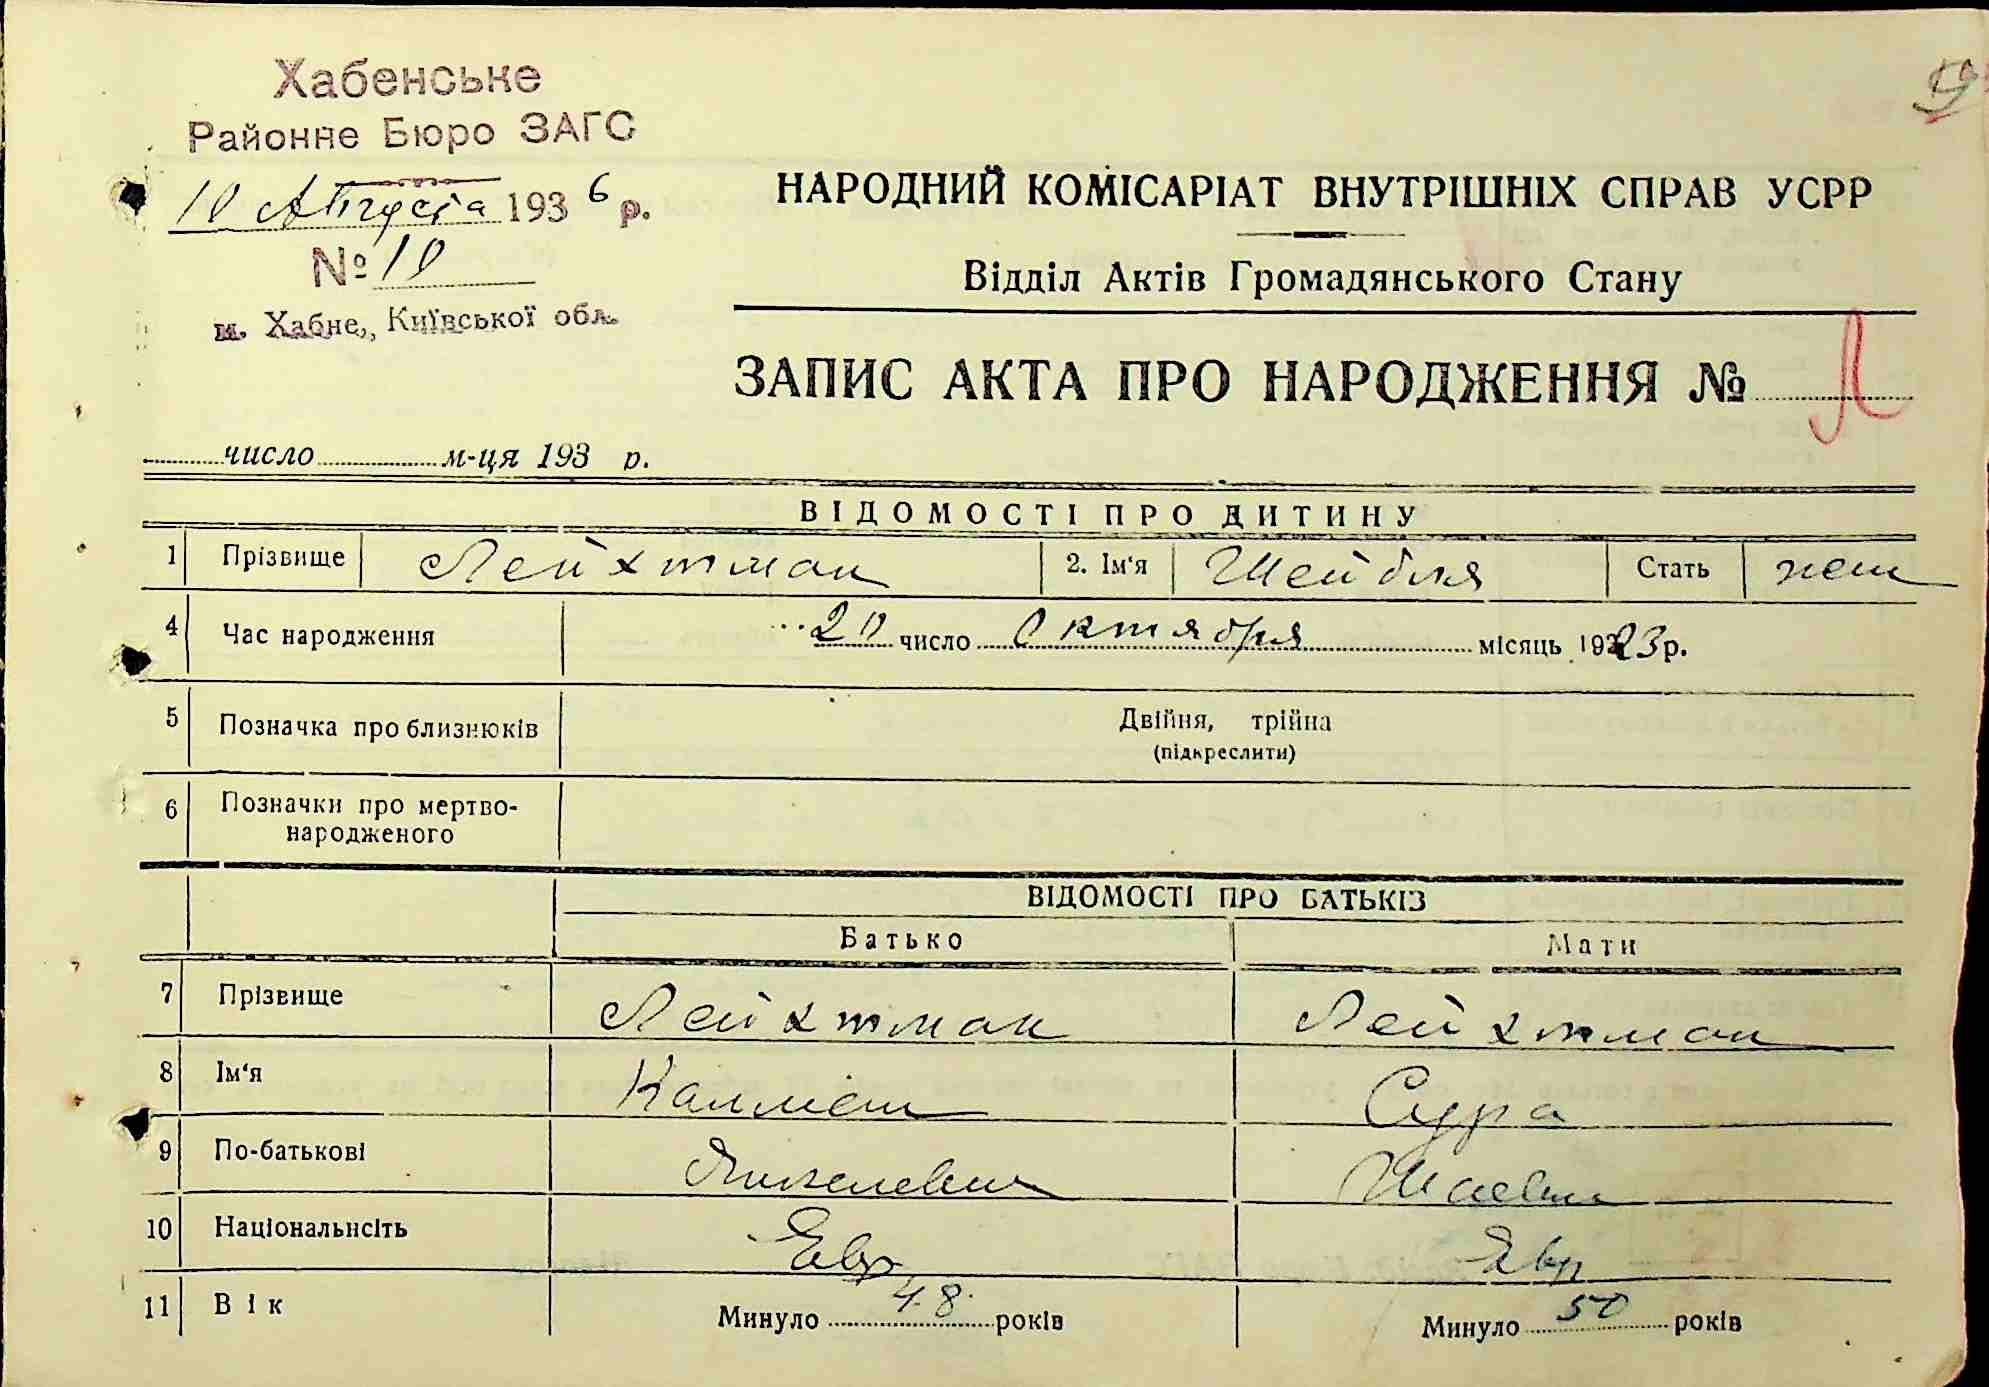 Хабенське
Районне Бюро ЗАГС
10 Августа 1936 р.
№ 10
м. Хабне, Київської обл.
НАРОДНИЙ КОМІСАРІАТ ВНУТРІШНІХ СПРАВ УСРР
Відділ Актів Громадянського Стану
ЗАПИС АКТА ПРО НАРОДЖЕННЯ № Л
число м-ця 193 р.
ВІДОМОСТІ ПРО ДИТИНУ
1 Прізвище Лейхтман 2. Ім'я Шейбля Стать жен
4 Час народження 20 число Октября місяць 1923 р.
5 Позначка про близнюків Двійня, трійна
(підкреслити)
6 Позначки про мертво-
народженого
ВІДОМОСТІ ПРО БАТЬКІВ
Батько Мати
7 Прізвище Лейхтман Лейхтман
8 Ім'я Калмен Сура
9 По-батькові
10 Національність Евр Явр
11 Вік Минуло 48 років Минуло 50 років